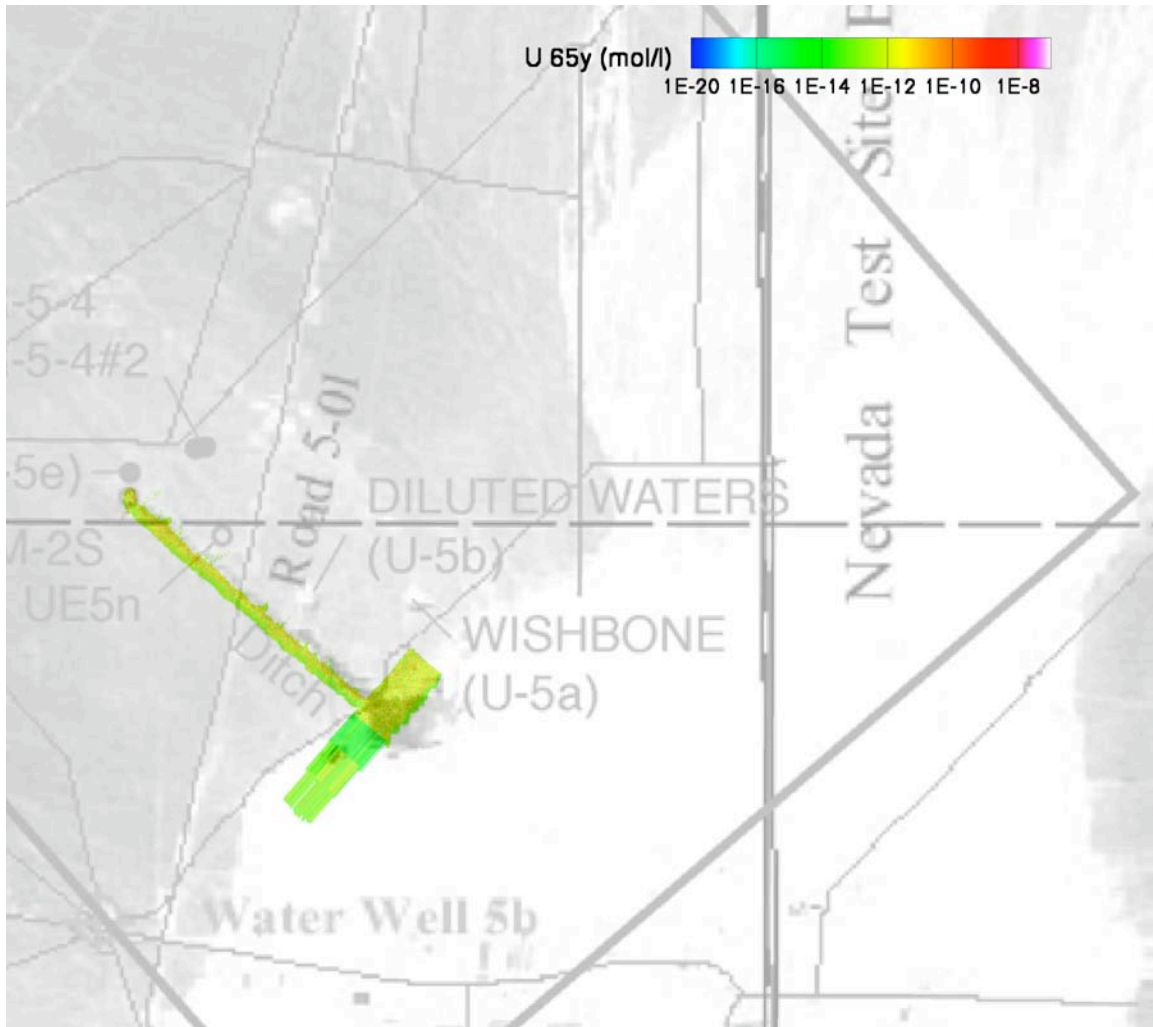 U 65y (mol/l)
1E-20 1E-16 1E-14 1E-12 1E-10 1E-8
Nevada Test Site
-5-4
-5-4#2
Road 5-01
-5e)
DILUTED WATERS
(U-5b)
M-2S
UE5n
WISHBONE
(U-5a)
Ditch
Water Well 5b